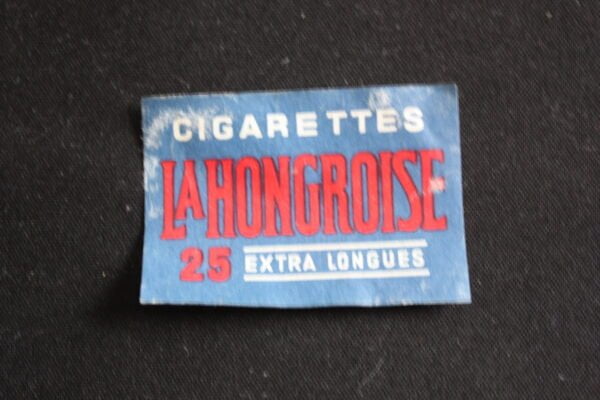 CIGARETTES
LA HONGROISE
25 EXTRA LONGUES